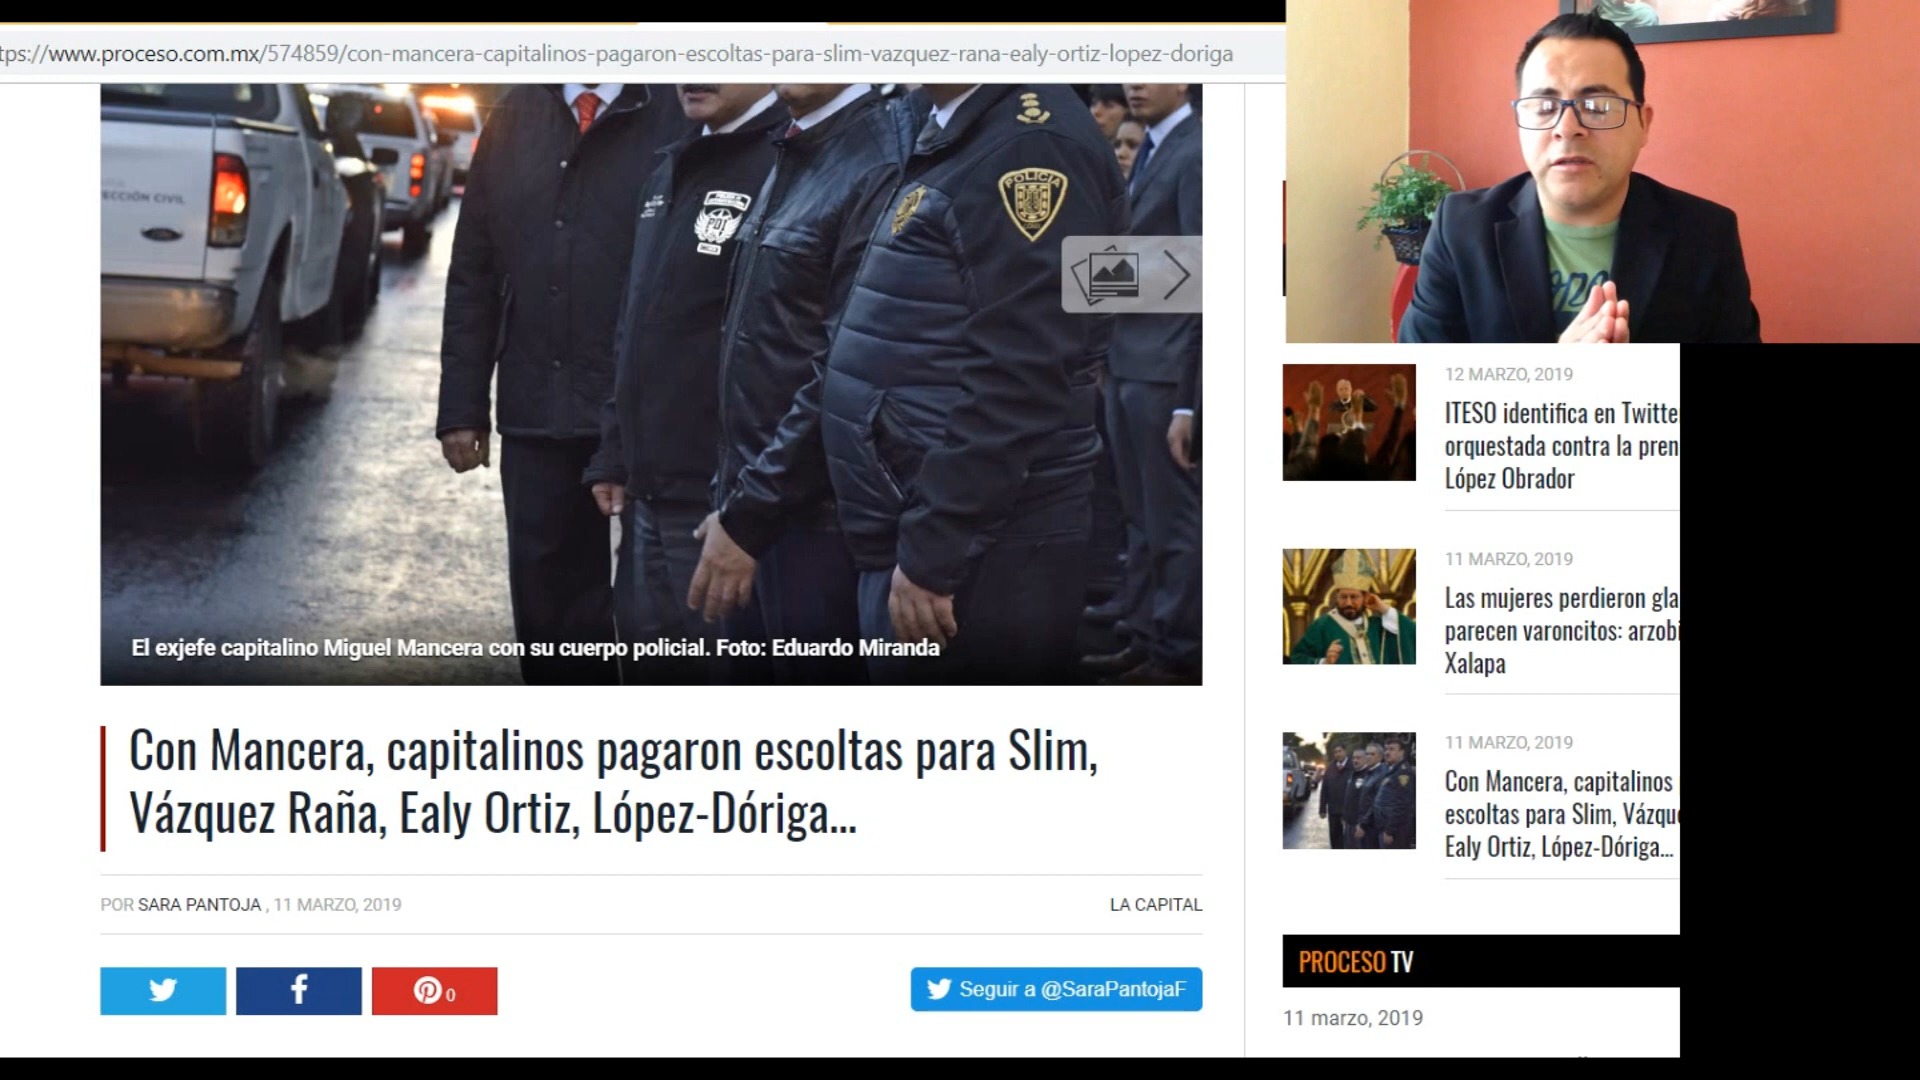 tps://www.proceso.com.mx/574859/con-mancera-capitalinos-pagaron-escoltas-para-slim-vazquez-rana-ealy-ortiz-lopez-doriga
ECCIÓN CIVIL
PDI
POLICIA
El exjefe capitalino Miguel Mancera con su cuerpo policial. Foto: Eduardo Miranda
Con Mancera, capitalinos pagaron escoltas para Slim,
Vázquez Raña, Ealy Ortiz, López-Dóriga...
POR SARA PANTOJA , 11 MARZO, 2019
LA CAPITAL
0
Seguir a @SaraPantojaF
12 MARZO, 2019
ITESO identifica en Twitte
orquestada contra la pren
López Obrador
11 MARZO, 2019
Las mujeres perdieron gla
parecen varoncitos: arzobi
Xalapa
11 MARZO, 2019
Con Mancera, capitalinos
escoltas para Slim, Vázqu
Ealy Ortiz, López-Dóriga...
PROCESO TV
11 marzo, 2019